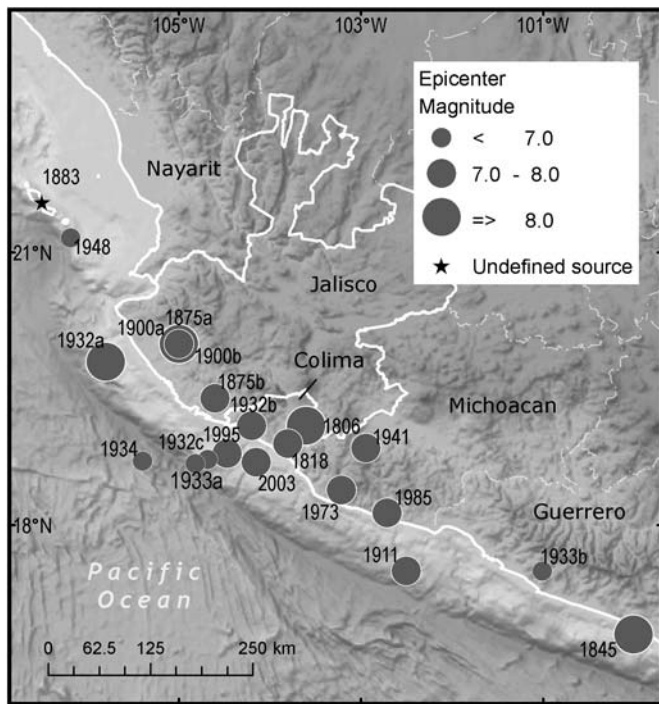 105°W 103°W 101°W
Epicenter
Magnitude
< 7.0
7.0 - 8.0
=> 8.0
Undefined source
Nayarit
1883
1948
21°N
Jalisco
1875a
1900a
1900b
1932a
Colima
1875b
1932b
Michoacan
1806
1941
1995
1932c
1818
1934
1933a
2003
1973
1985
Guerrero
18°N
1911
1933b
Pacific
Ocean
1845
0 62.5 125 250 km